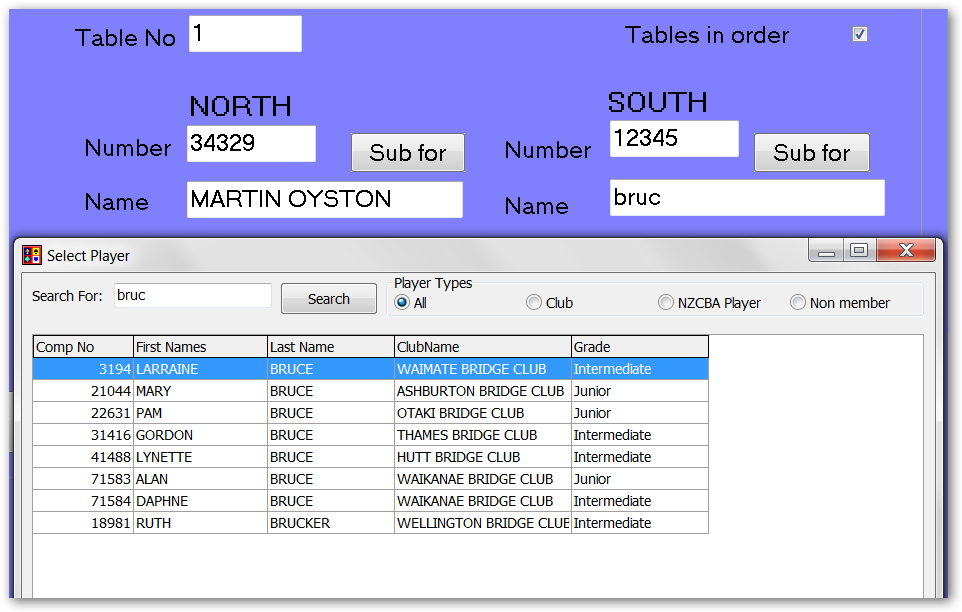 Table No 1 Tables in order
NORTH SOUTH
Number 34329 Sub for Number 12345 Sub for
Name MARTIN OYSTON Name bruc
Select Player
Player Types
Search For: bruc Search All Club NZCBA Player Non member
Comp No First Names Last Name ClubName Grade
3194 LARRAINE BRUCE WAIMATE BRIDGE CLUB Intermediate
21044 MARY BRUCE ASHBURTON BRIDGE CLUB Junior
22631 PAM BRUCE OTAKI BRIDGE CLUB Junior
31416 GORDON BRUCE THAMES BRIDGE CLUB Intermediate
41488 LYNETTE BRUCE HUTT BRIDGE CLUB Intermediate
71583 ALAN BRUCE WAIKANAE BRIDGE CLUB Junior
71584 DAPHNE BRUCE WAIKANAE BRIDGE CLUB Intermediate
18981 RUTH BRUCKER WELLINGTON BRIDGE CLUB Intermediate